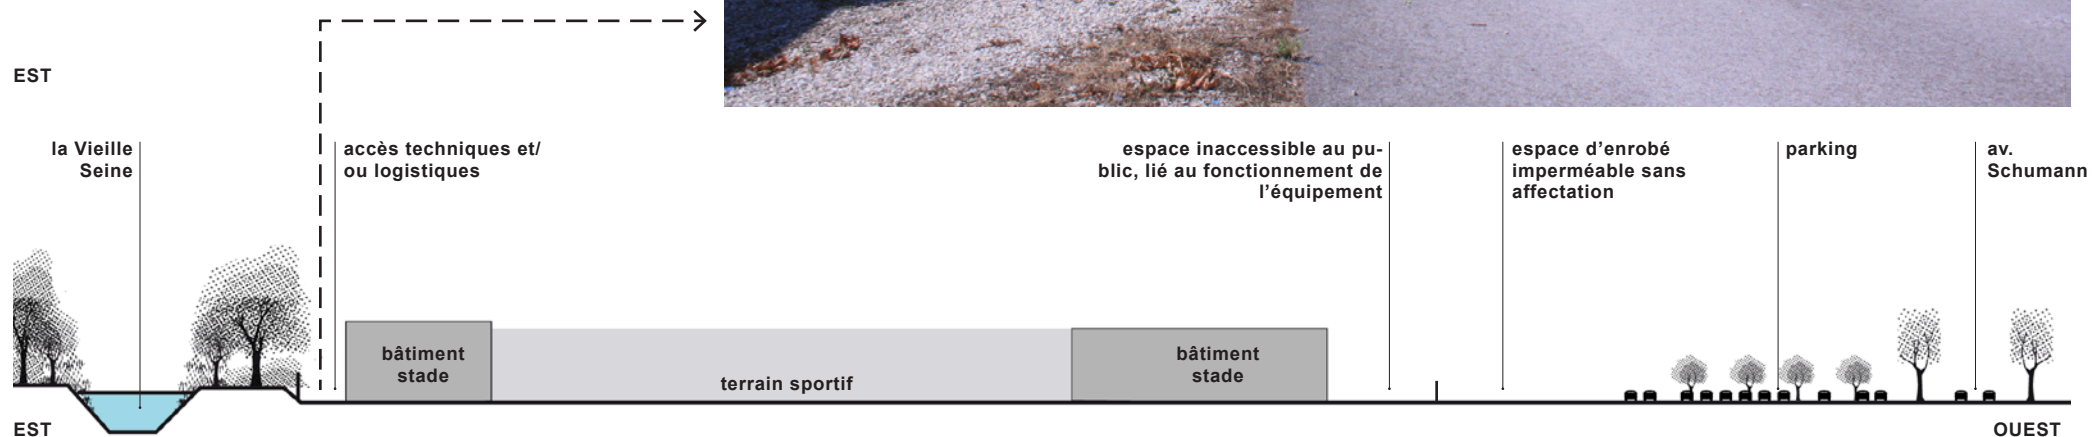 EST
la Vieille
Seine
accès techniques et/
ou logistiques
espace inaccessible au pu-
blic, lié au fonctionnement de
l’équipement
espace d’enrobé
imperméable sans
affectation
parking
av.
Schumann
bâtiment
stade
terrain sportif
bâtiment
stade
EST
OUEST